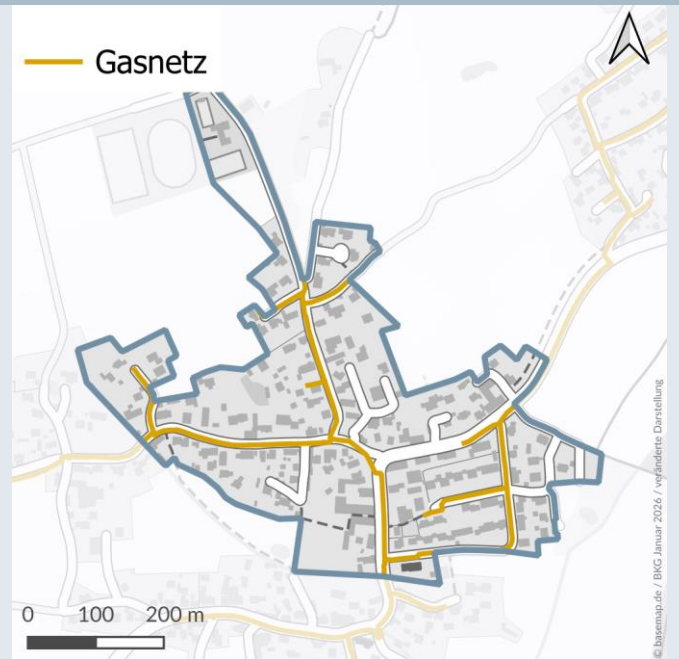 Gasnetz
0 100 200 m
© basemap.de / BKG Januar 2026 / veränderte Darstellung